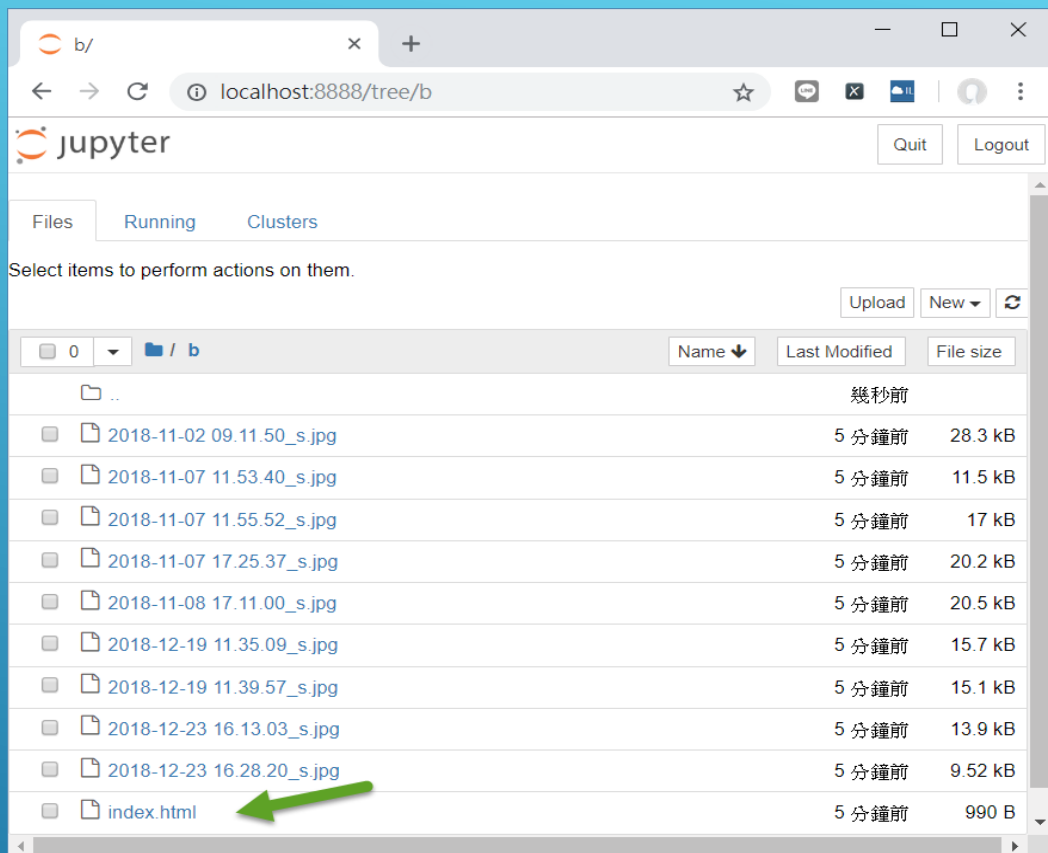 b/
localhost:8888/tree/b
LINE
X
IL
jupyter
Quit
Logout
Files
Running
Clusters
Select items to perform actions on them.
Upload
New
0
/ b
Name
Last Modified
File size
..
幾秒前
2018-11-02 09.11.50_s.jpg 5 分鐘前 28.3 kB
2018-11-07 11.53.40_s.jpg 5 分鐘前 11.5 kB
2018-11-07 11.55.52_s.jpg 5 分鐘前 17 kB
2018-11-07 17.25.37_s.jpg 5 分鐘前 20.2 kB
2018-11-08 17.11.00_s.jpg 5 分鐘前 20.5 kB
2018-12-19 11.35.09_s.jpg 5 分鐘前 15.7 kB
2018-12-19 11.39.57_s.jpg 5 分鐘前 15.1 kB
2018-12-23 16.13.03_s.jpg 5 分鐘前 13.9 kB
2018-12-23 16.28.20_s.jpg 5 分鐘前 9.52 kB
index.html 5 分鐘前 990 B